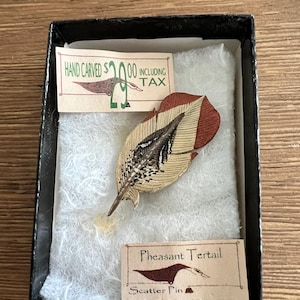 HAND CARVED $29.00 INCLUDING
TAX
Pheasant Tertail
Scatter Pin